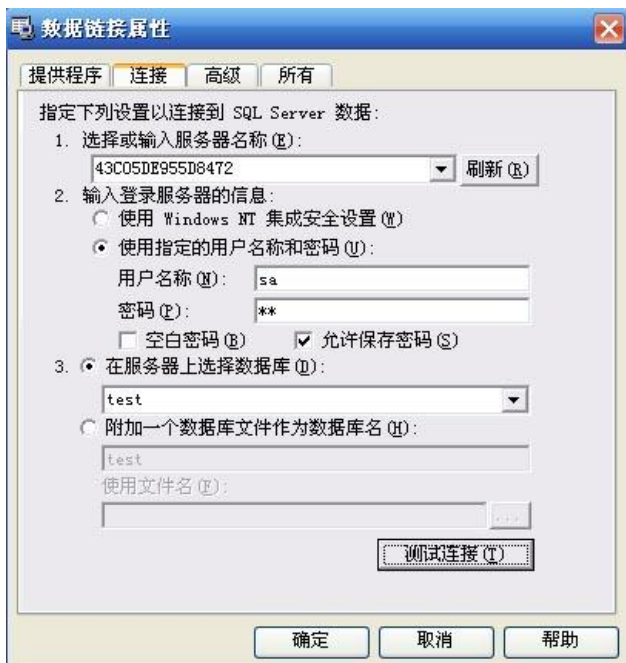 数据链接属性
提供程序 连接 高级 所有
指定下列设置以连接到 SQL Server 数据:
1. 选择或输入服务器名称(E):
43C05DE955D8472 刷新(R)
2. 输入登录服务器的信息:
使用 Windows NT 集成安全设置(W)
使用指定的用户名称和密码(U):
用户名称(N): sa
密码(P): **
空白密码(B) 允许保存密码(S)
3. 在服务器上选择数据库(D):
test
附加一个数据库文件作为数据库名(H):
test
使用文件名(F):
...
测试连接(T)
确定 取消 帮助